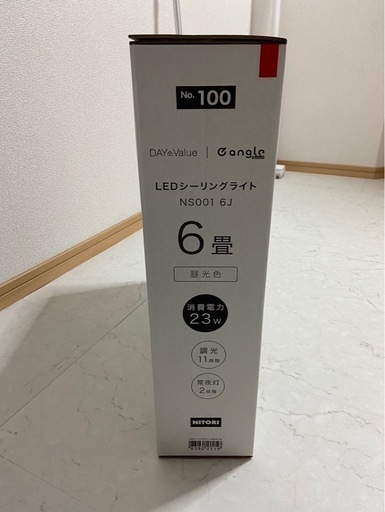 No. 100
DAY Value | angle
LEDシーリングライト
NS001 6J
6畳
昼光色
消費電力
23W
調光
11段階
常夜灯
2段階
NITORI